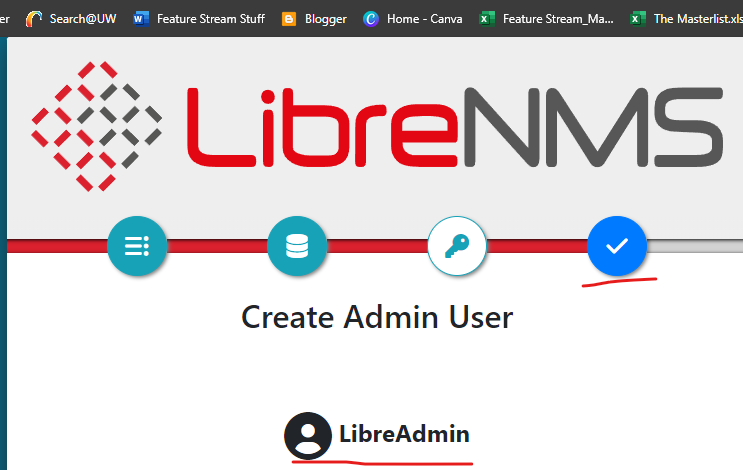 er Search@UW Feature Stream Stuff Blogger Home - Canva Feature Stream_Ma... The Masterlist.xls
LibreNMS
Create Admin User
LibreAdmin